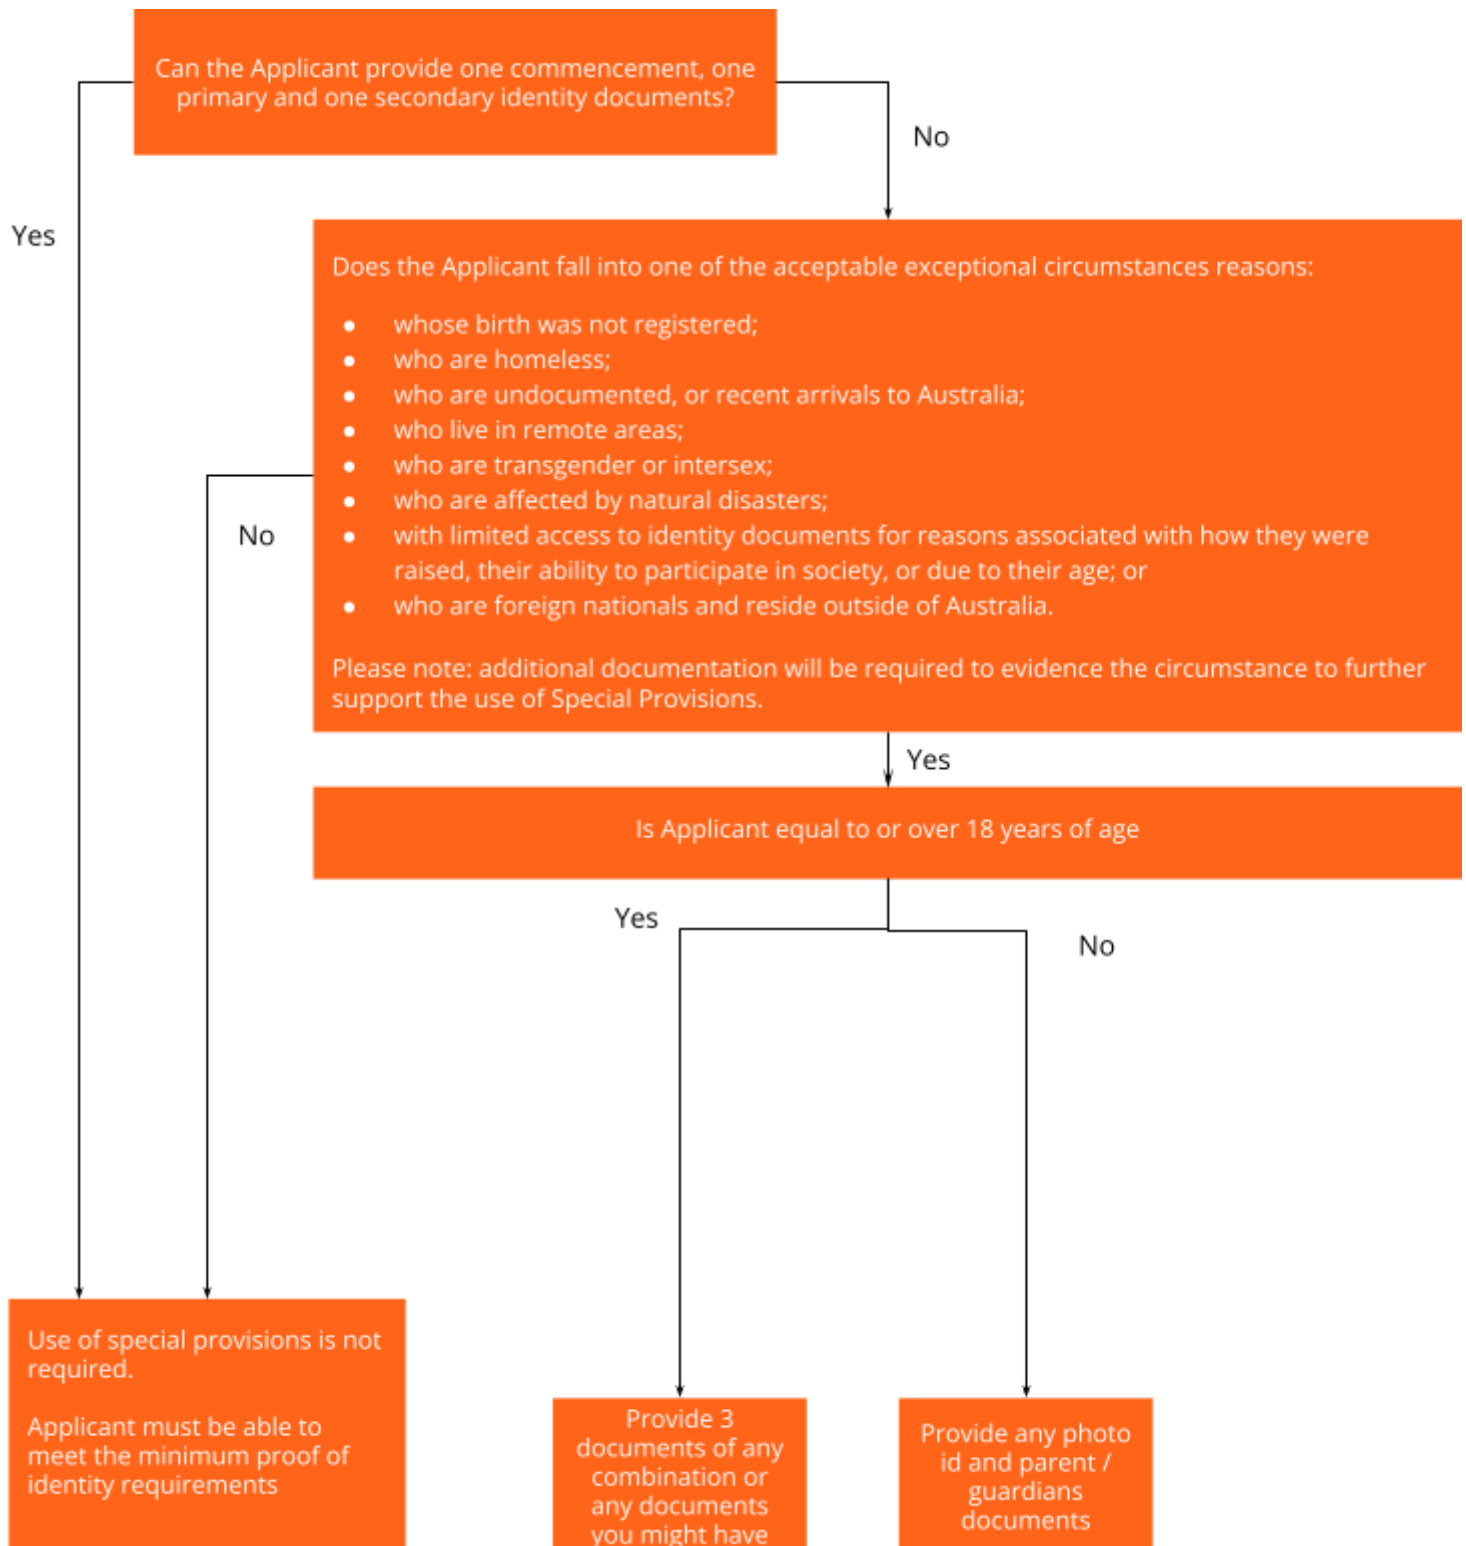 Can the Applicant provide one commencement, one
primary and one secondary identity documents?
No
Yes
Does the Applicant fall into one of the acceptable exceptional circumstances reasons:
● whose birth was not registered;
● who are homeless;
● who are undocumented, or recent arrivals to Australia;
● who live in remote areas;
● who are transgender or intersex;
● who are affected by natural disasters;
● with limited access to identity documents for reasons associated with how they were
raised, their ability to participate in society, or due to their age; or
● who are foreign nationals and reside outside of Australia.
Please note: additional documentation will be required to evidence the circumstance to further
support the use of Special Provisions.
No
Yes
Is Applicant equal to or over 18 years of age
Yes
No
Use of special provisions is not
required.
Applicant must be able to
meet the minimum proof of
identity requirements
Provide 3
documents of any
combination or
any documents
you might have
Provide any photo
id and parent /
guardians
documents